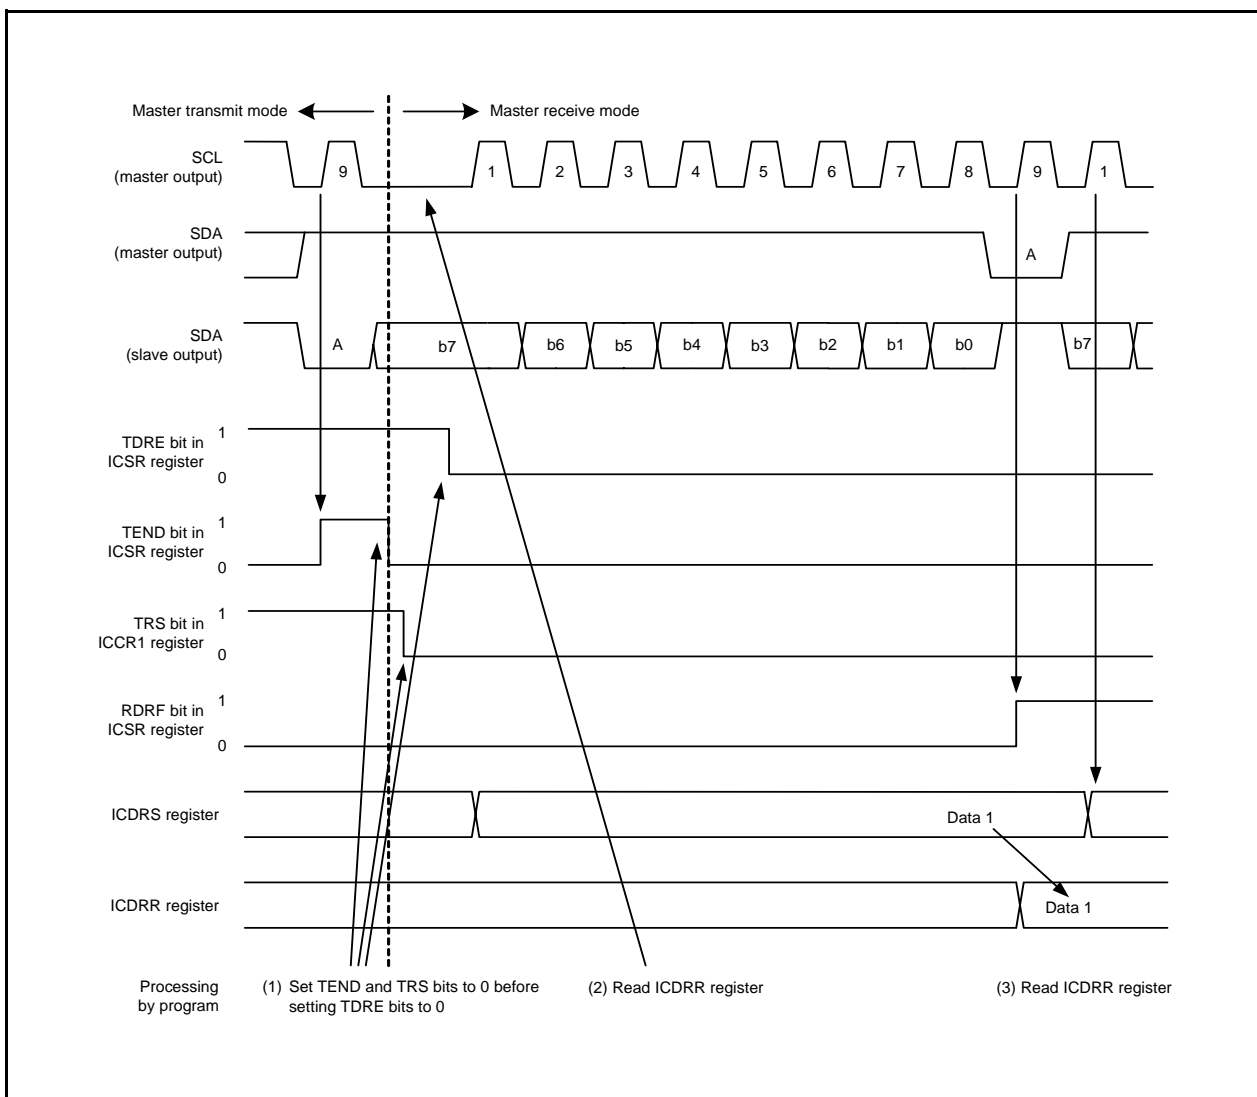 Master transmit mode
Master receive mode
SCL
(master output)
9 1 2 3 4 5 6 7 8 9 1
SDA
(master output)
A
SDA
(slave output)
A b7 b6 b5 b4 b3 b2 b1 b0 b7
TDRE bit in
ICSR register
1
0
TEND bit in
ICSR register
1
0
TRS bit in
ICCR1 register
1
0
RDRF bit in
ICSR register
1
0
ICDRS register
Data 1
ICDRR register
Data 1
Processing
by program
(1) Set TEND and TRS bits to 0 before
setting TDRE bits to 0
(2) Read ICDRR register
(3) Read ICDRR register